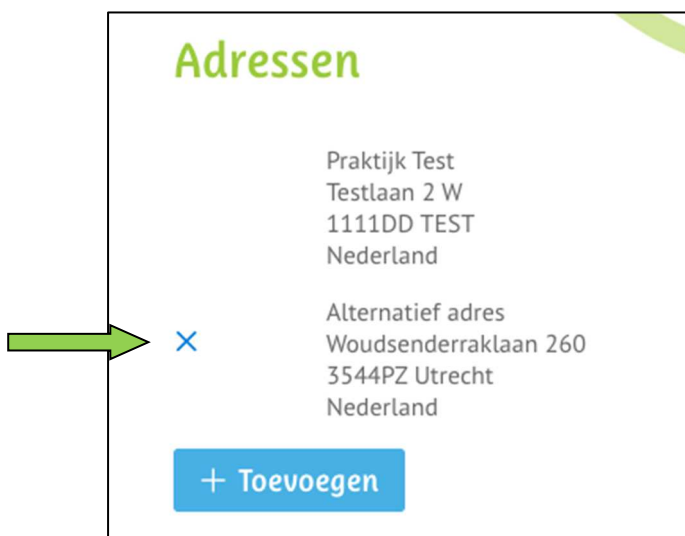 Adressen
Praktijk Test
Testlaan 2 W
1111DD TEST
Nederland
Alternatief adres
Woudsenderraklaan 260
3544PZ Utrecht
Nederland
+ Toevoegen